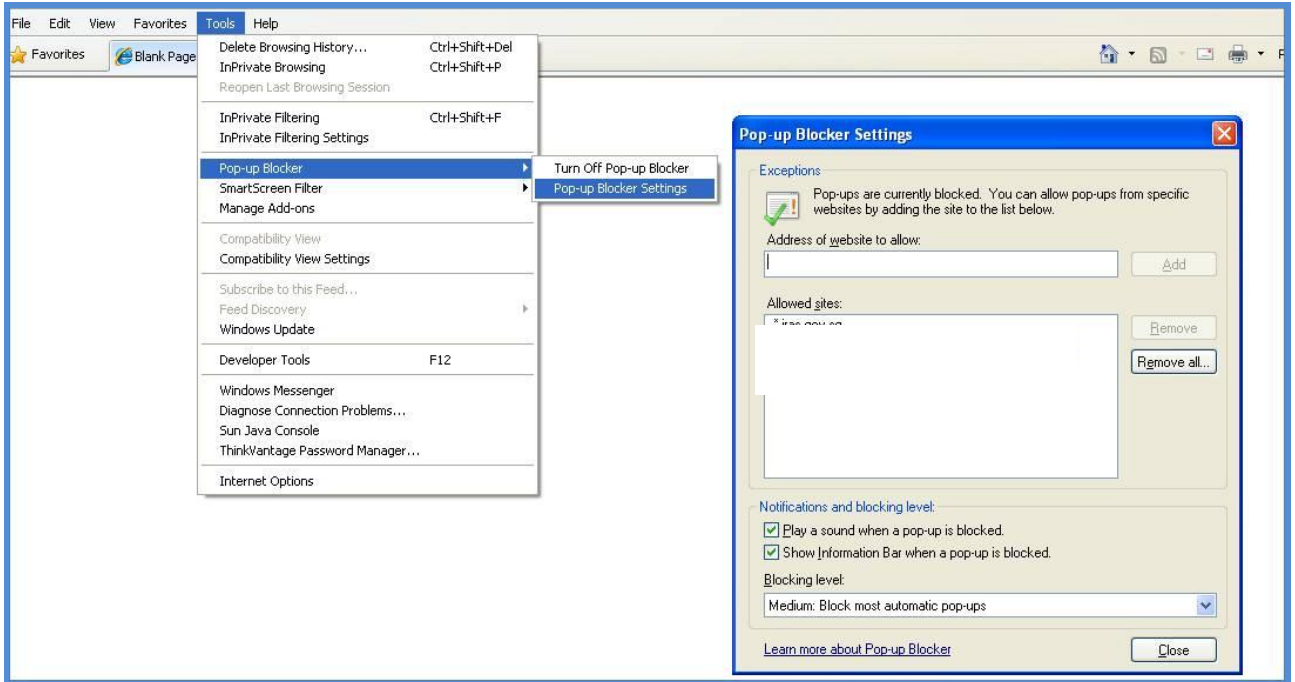 File Edit View Favorites Tools Help
Favorites Blank Page
Delete Browsing History... Ctrl+Shift+Del
InPrivate Browsing Ctrl+Shift+P
Reopen Last Browsing Session
InPrivate Filtering Ctrl+Shift+F
InPrivate Filtering Settings
Pop-up Blocker
SmartScreen Filter
Manage Add-ons
Compatibility View
Compatibility View Settings
Subscribe to this Feed...
Feed Discovery
Windows Update
Developer Tools F12
Windows Messenger
Diagnose Connection Problems...
Sun Java Console
ThinkVantage Password Manager...
Internet Options
Turn Off Pop-up Blocker
Pop-up Blocker Settings
Pop-up Blocker Settings
Exceptions
Pop-ups are currently blocked. You can allow pop-ups from specific
websites by adding the site to the list below.
Address of website to allow:
Add
Allowed sites:
Remove
Remove all...
Notifications and blocking level:
Play a sound when a pop-up is blocked.
Show Information Bar when a pop-up is blocked.
Blocking level:
Medium: Block most automatic pop-ups
Learn more about Pop-up Blocker
Close